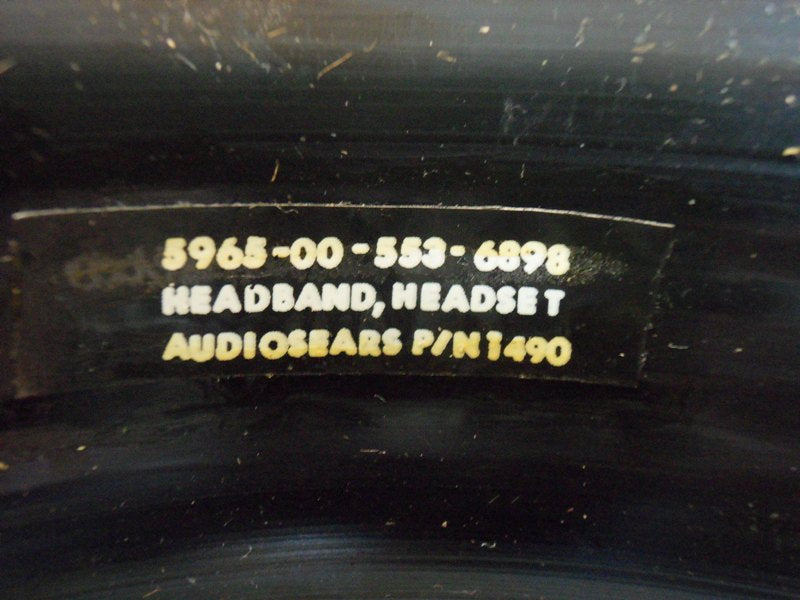 5965-00-553-6898
HEADBAND, HEADSET
AUDIOSEARS P/N 1490